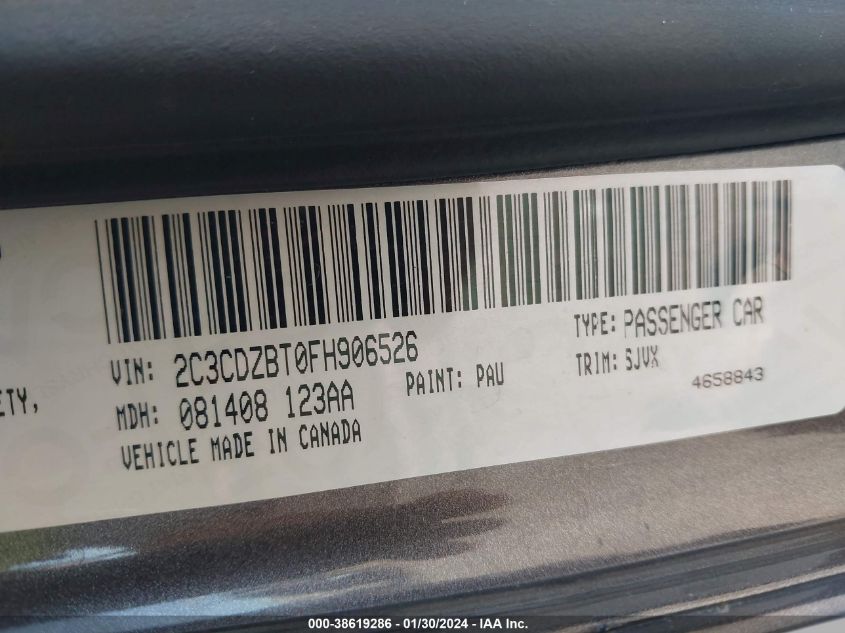 VIN: 2C3CDZBT0FH906526
TYPE: PASSENGER CAR
ETY,
MDH: 081408 123AA
PAINT: PAU
TRIM: SJVX
4658843
VEHICLE MADE IN CANADA
000-38619286 - 01/30/2024 - IAA Inc.